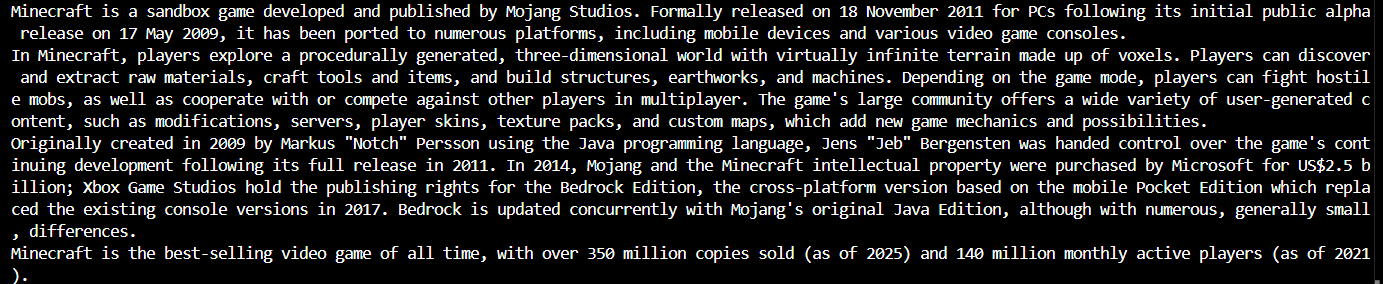 Minecraft is a sandbox game developed and published by Mojang Studios. Formally released on 18 November 2011 for PCs following its initial public alpha
 release on 17 May 2009, it has been ported to numerous platforms, including mobile devices and various video game consoles.
In Minecraft, players explore a procedurally generated, three-dimensional world with virtually infinite terrain made up of voxels. Players can discover
 and extract raw materials, craft tools and items, and build structures, earthworks, and machines. Depending on the game mode, players can fight hostil
e mobs, as well as cooperate with or compete against other players in multiplayer. The game's large community offers a wide variety of user-generated c
ontent, such as modifications, servers, player skins, texture packs, and custom maps, which add new game mechanics and possibilities.
Originally created in 2009 by Markus "Notch" Persson using the Java programming language, Jens "Jeb" Bergensten was handed control over the game's cont
inuing development following its full release in 2011. In 2014, Mojang and the Minecraft intellectual property were purchased by Microsoft for US$2.5 b
illion; Xbox Game Studios hold the publishing rights for the Bedrock Edition, the cross-platform version based on the mobile Pocket Edition which repla
ced the existing console versions in 2017. Bedrock is updated concurrently with Mojang's original Java Edition, although with numerous, generally small
, differences.
Minecraft is the best-selling video game of all time, with over 350 million copies sold (as of 2025) and 140 million monthly active players (as of 2021
).